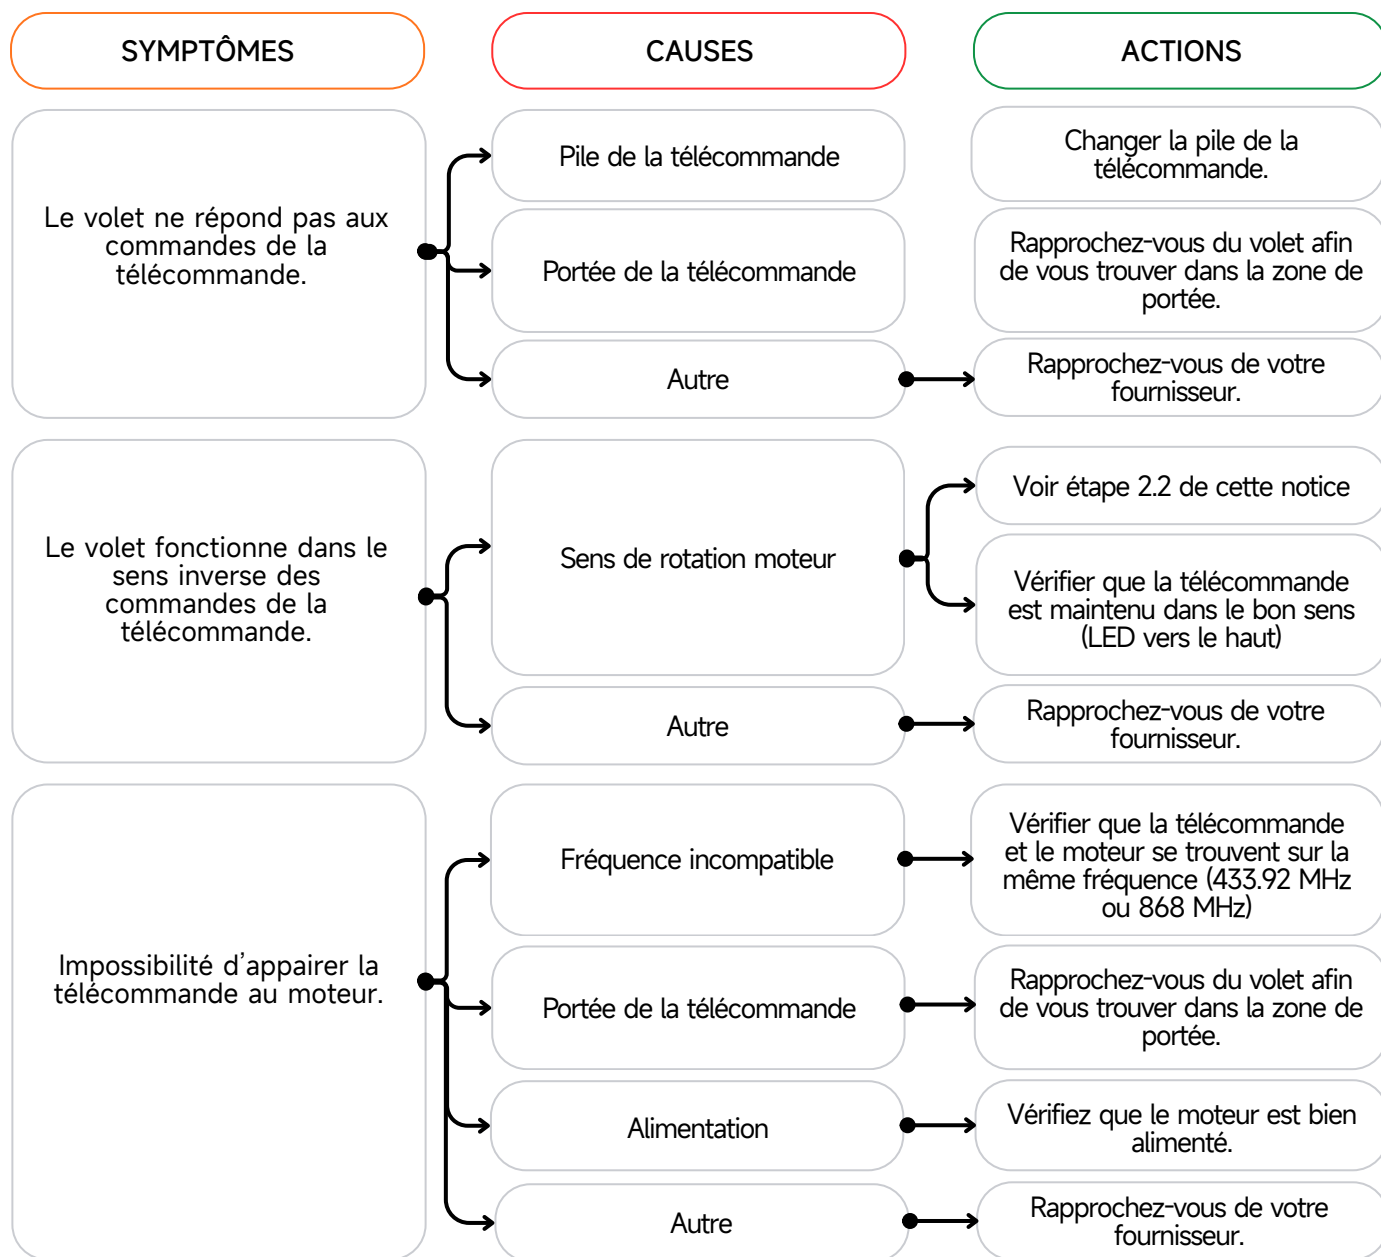 SYMPTÔMES
CAUSES
ACTIONS
Le volet ne répond pas aux
commandes de la
télécommande.
Pile de la télécommande
Changer la pile de la
télécommande.
Portée de la télécommande
Rapprochez-vous du volet afin
de vous trouver dans la zone de
portée.
Autre
Rapprochez-vous de votre
fournisseur.
Le volet fonctionne dans le
sens inverse des
commandes de la
télécommande.
Sens de rotation moteur
Voir étape 2.2 de cette notice
Vérifier que la télécommande
est maintenu dans le bon sens
(LED vers le haut)
Autre
Rapprochez-vous de votre
fournisseur.
Impossibilité d'appairer la
télécommande au moteur.
Fréquence incompatible
Vérifier que la télécommande
et le moteur se trouvent sur la
même fréquence (433.92 MHz
ou 868 MHz)
Portée de la télécommande
Rapprochez-vous du volet afin
de vous trouver dans la zone de
portée.
Alimentation
Vérifiez que le moteur est bien
alimenté.
Autre
Rapprochez-vous de votre
fournisseur.